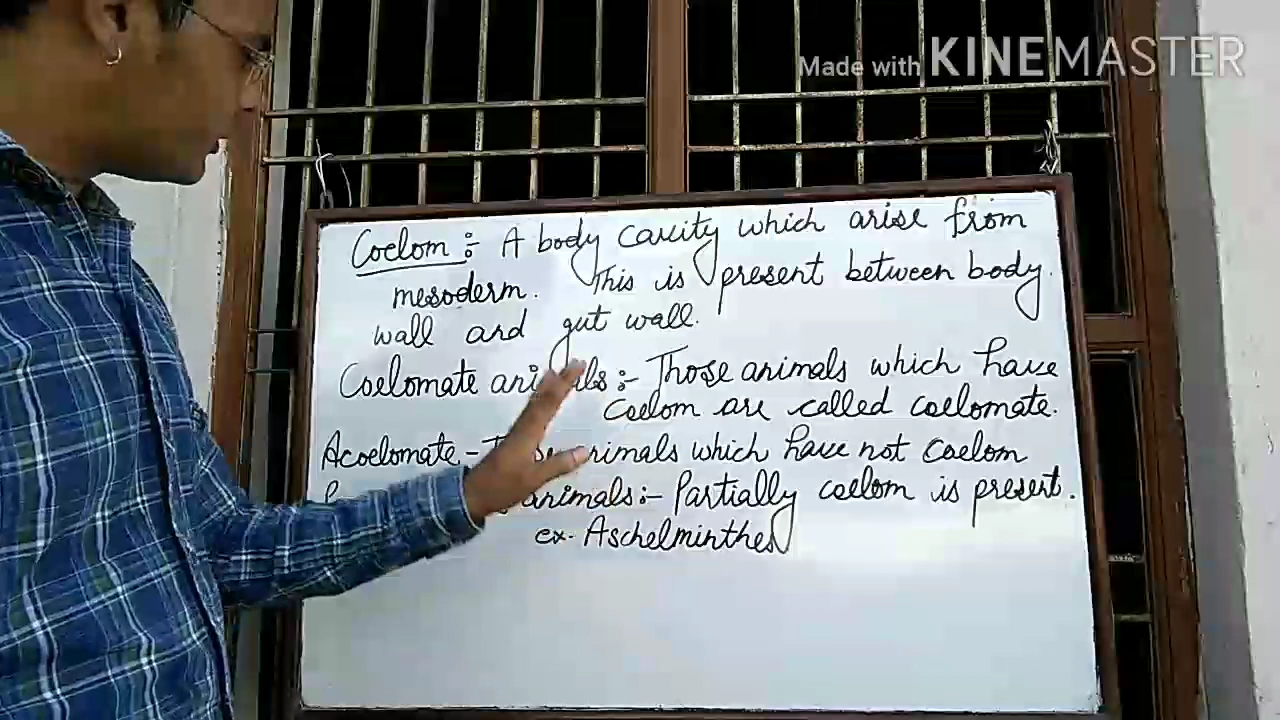 Made with KINEMASTER
Coelom :- A body cavity which arise from
mesoderm. This is present between body
wall and gut wall.
Coelomate animals :- Those animals which have
coelom are called coelomate.
Acoelomate - animals which have not coelom
animals :- Partially coelom is present.
ex- Aschelminthes